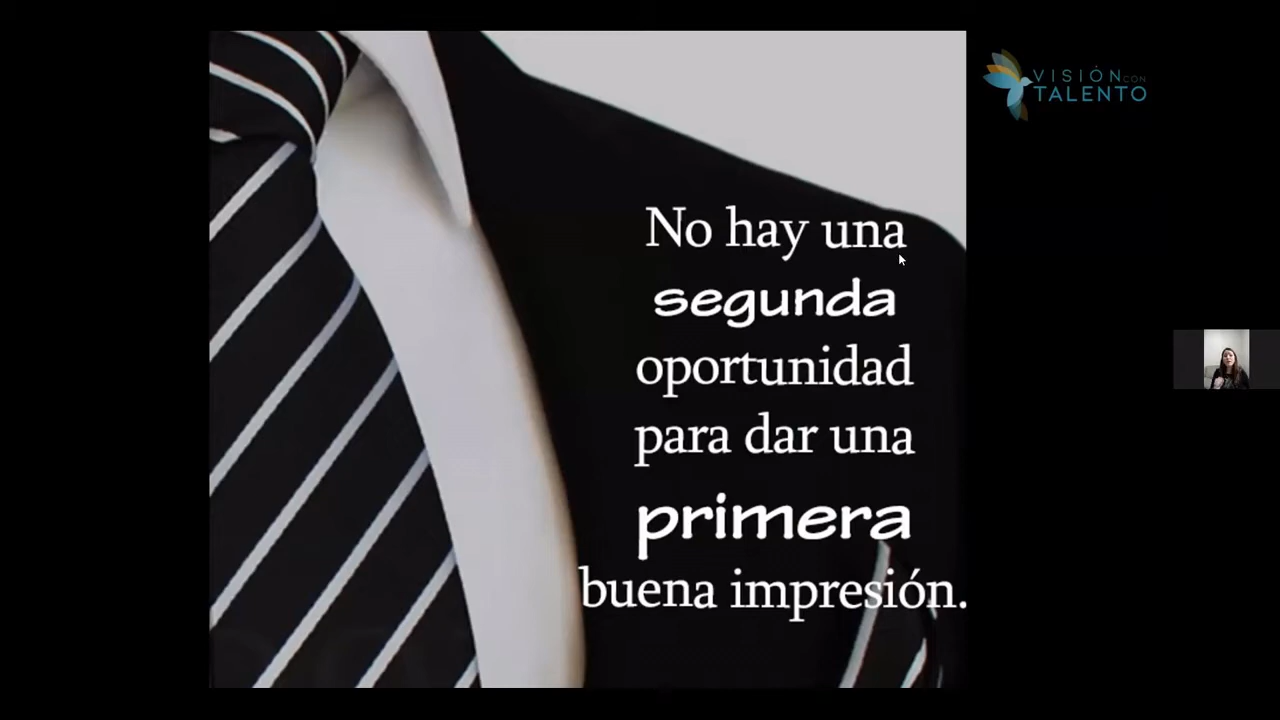 VISIÓN CON
TALENTO
No hay una
segunda
oportunidad
para dar una
primera
buena impresión.